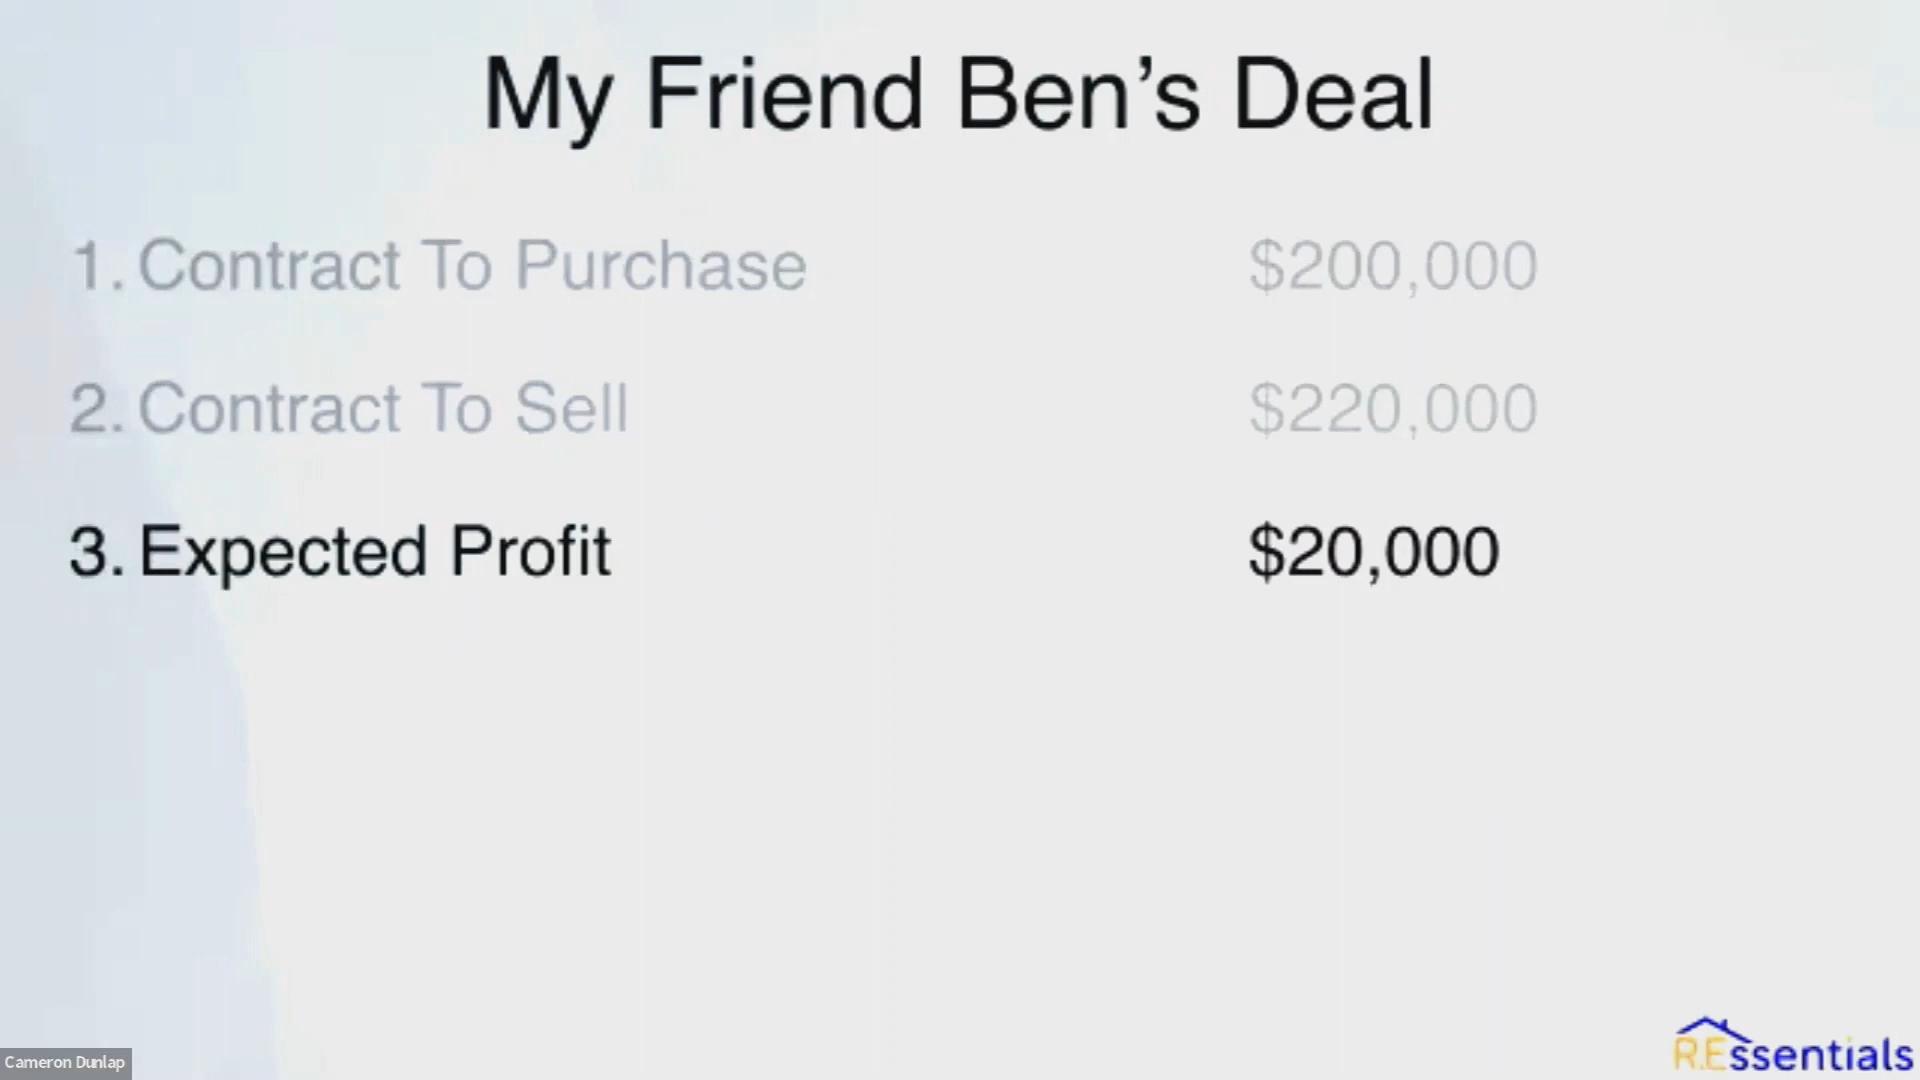 My Friend Ben’s Deal
1. Contract To Purchase $200,000
2. Contract To Sell $220,000
3. Expected Profit $20,000
Cameron Dunlap
R.Essentials